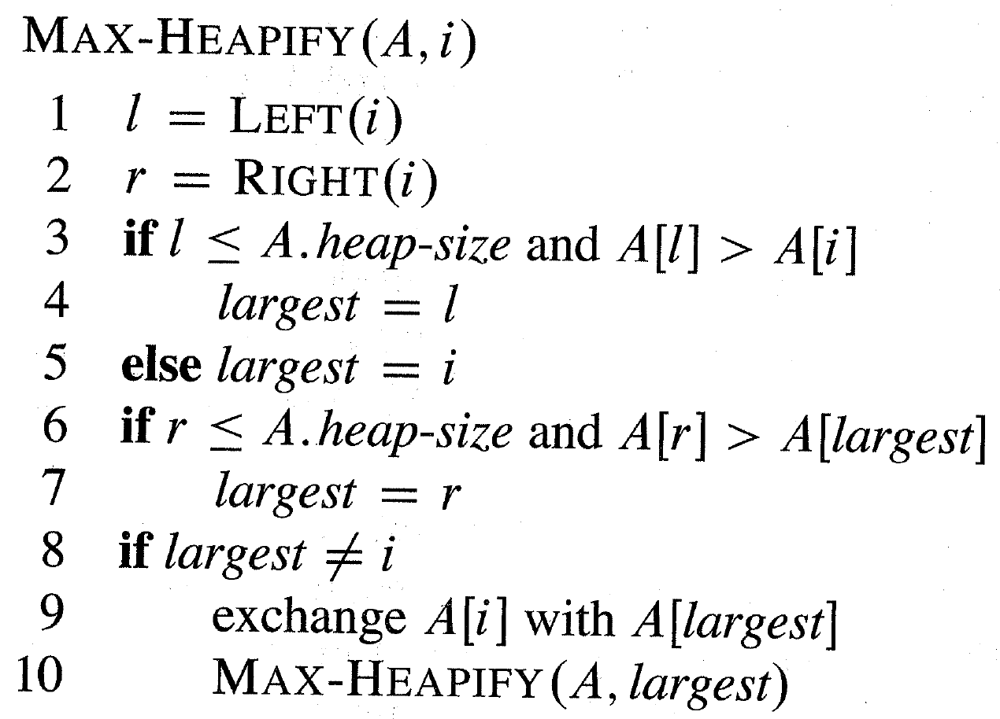 MAX-HEAPIFY(A, i)
1 l = LEFT(i)
2 r = RIGHT(i)
3 if l ≤ A.heap-size and A[l] > A[i]
4 largest = l
5 else largest = i
6 if r ≤ A.heap-size and A[r] > A[largest]
7 largest = r
8 if largest ≠ i
9 exchange A[i] with A[largest]
10 MAX-HEAPIFY(A, largest)